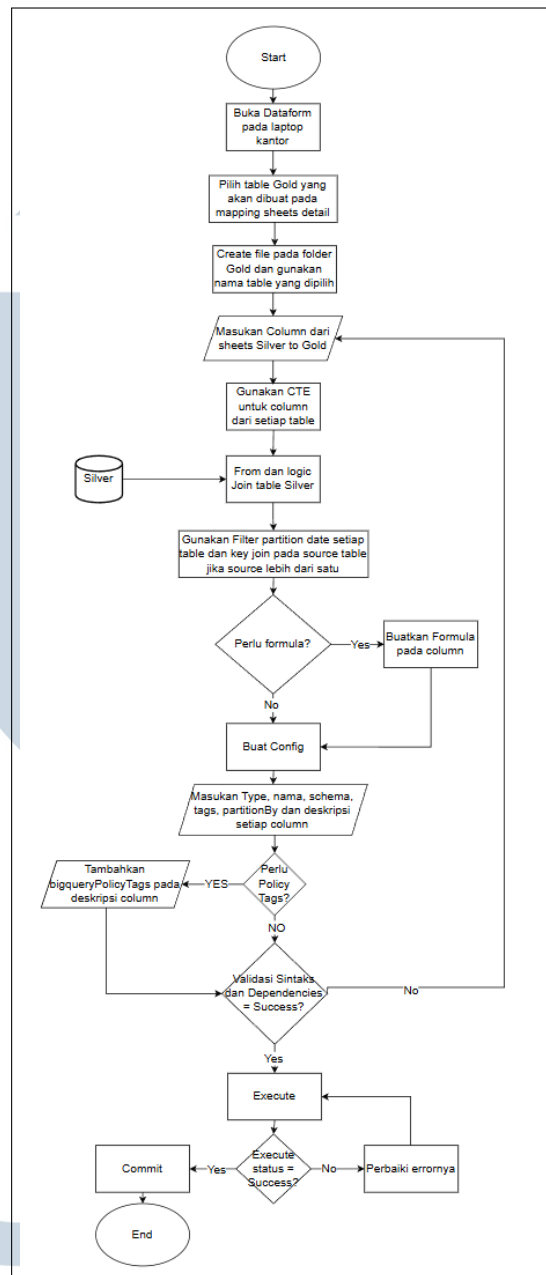 Start
Buka Dataform
pada laptop
kantor
Pilih table Gold yang
akan dibuat pada
mapping sheets detail
Create file pada folder
Gold dan gunakan
nama table yang dipilih
Masukan Column dari
sheets Silver to Gold
Gunakan CTE
untuk column
dari setiap table
Silver
From dan logic
Join table Silver
Gunakan Filter partition date setiap
table dan key join pada source table
jika source lebih dari satu
Perlu formula?
Yes
Buatkan Formula
pada column
No
Buat Config
Masukan Type, nama, schema,
tags, partitionBy dan deskripsi
setiap column
Perlu
Policy
Tags?
YES
Tambahkan
bigqueryPolicyTags pada
deskripsi column
NO
Validasi Sintaks
dan Dependencies
= Success?
No
Yes
Execute
Execute
status =
Success?
Yes
Commit
No
Perbaiki errornya
End